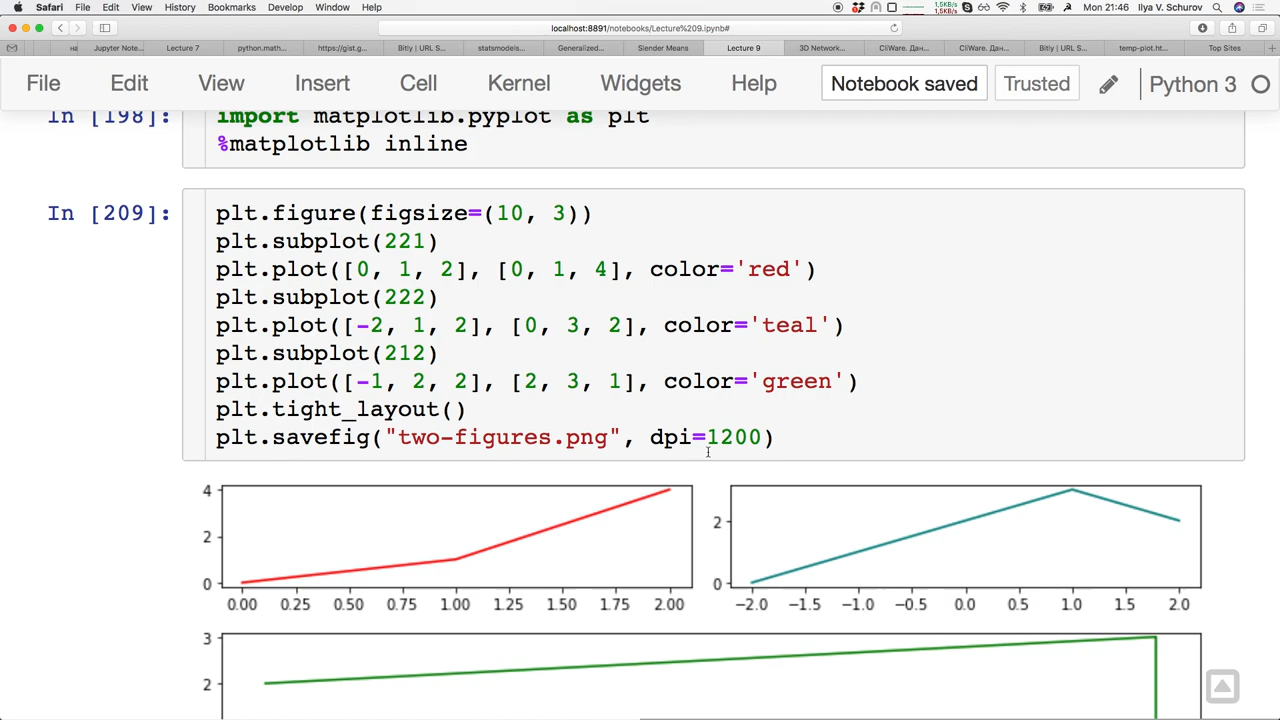 Safari File Edit View History Bookmarks Develop Window Help 1,5KB/s 1,5KB/s Mon 21:46 Ilya V. Schurov
localhost:8891/notebooks/Lecture%209.ipynb#
Jupyter Note... Lecture 7 python.math... https://gist.g... Bitly | URL S... statsmodels... Generalized... Slender Means Lecture 9 3D Network... CliWare. Дан... CliWare. Дан... Bitly | URL S... temp-plot.ht... Top Sites
File Edit View Insert Cell Kernel Widgets Help Notebook saved Trusted Python 3
In [198]: import matplotlib.pyplot as plt
%matplotlib inline
In [209]: plt.figure(figsize=(10, 3))
plt.subplot(221)
plt.plot([0, 1, 2], [0, 1, 4], color='red')
plt.subplot(222)
plt.plot([-2, 1, 2], [0, 3, 2], color='teal')
plt.subplot(212)
plt.plot([-1, 2, 2], [2, 3, 1], color='green')
plt.tight_layout()
plt.savefig("two-figures.png", dpi=1200)
4
2
0
0.00 0.25 0.50 0.75 1.00 1.25 1.50 1.75 2.00
2
0
−2.0 −1.5 −1.0 −0.5 0.0 0.5 1.0 1.5 2.0
3
2